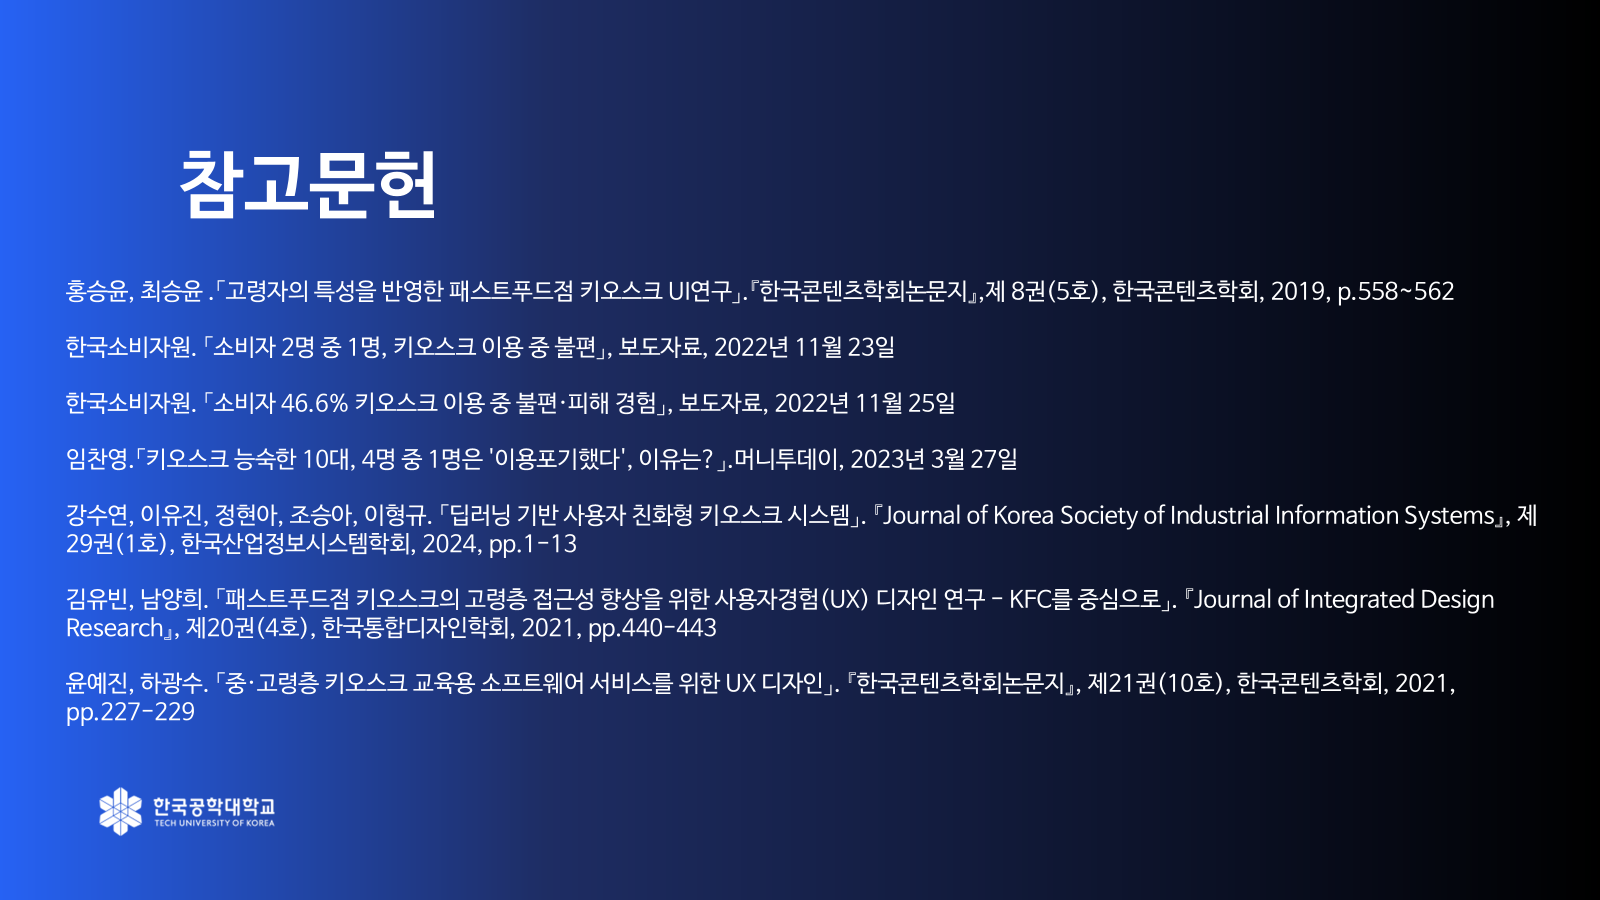 참고문헌
홍승윤, 최승윤 .「고령자의 특성을 반영한 패스트푸드점 키오스크 UI연구」.『한국콘텐츠학회논문지』,제 8권(5호), 한국콘텐츠학회, 2019, p.558~562
한국소비자원. 「소비자 2명 중 1명, 키오스크 이용 중 불편」, 보도자료, 2022년 11월 23일
한국소비자원. 「소비자 46.6% 키오스크 이용 중 불편·피해 경험」, 보도자료, 2022년 11월 25일
임찬영.「키오스크 능숙한 10대, 4명 중 1명은 '이용포기했다', 이유는? 」.머니투데이, 2023년 3월 27일
강수연, 이유진, 정현아, 조승아, 이형규. 「딥러닝 기반 사용자 친화형 키오스크 시스템」. 『Journal of Korea Society of Industrial Information Systems』, 제
29권(1호), 한국산업정보시스템학회, 2024, pp.1-13
김유빈, 남양희. 「패스트푸드점 키오스크의 고령층 접근성 향상을 위한 사용자경험(UX) 디자인 연구 - KFC를 중심으로」. 『Journal of Integrated Design
Research』, 제20권(4호), 한국통합디자인학회, 2021, pp.440-443
윤예진, 하광수. 「중·고령층 키오스크 교육용 소프트웨어 서비스를 위한 UX 디자인」. 『한국콘텐츠학회논문지』, 제21권(10호), 한국콘텐츠학회, 2021,
pp.227-229
한국공학대학교
TECH UNIVERSITY OF KOREA